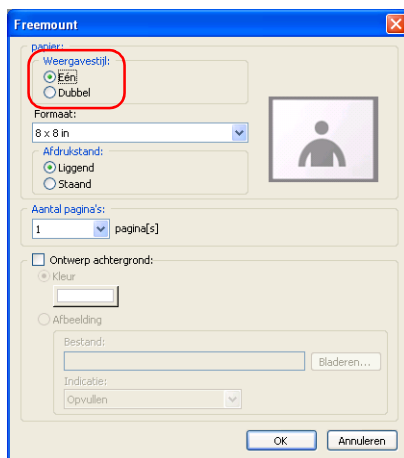 Freemount
papier:
Weergavestijl:
Eén
Dubbel
Formaat:
8 x 8 in
Afdrukstand:
Liggend
Staand
Aantal pagina's:
1 pagina[s]
Ontwerp achtergrond:
Kleur
Afbeelding
Bestand:
Bladeren...
Indicatie:
Opvullen
OK Annuleren